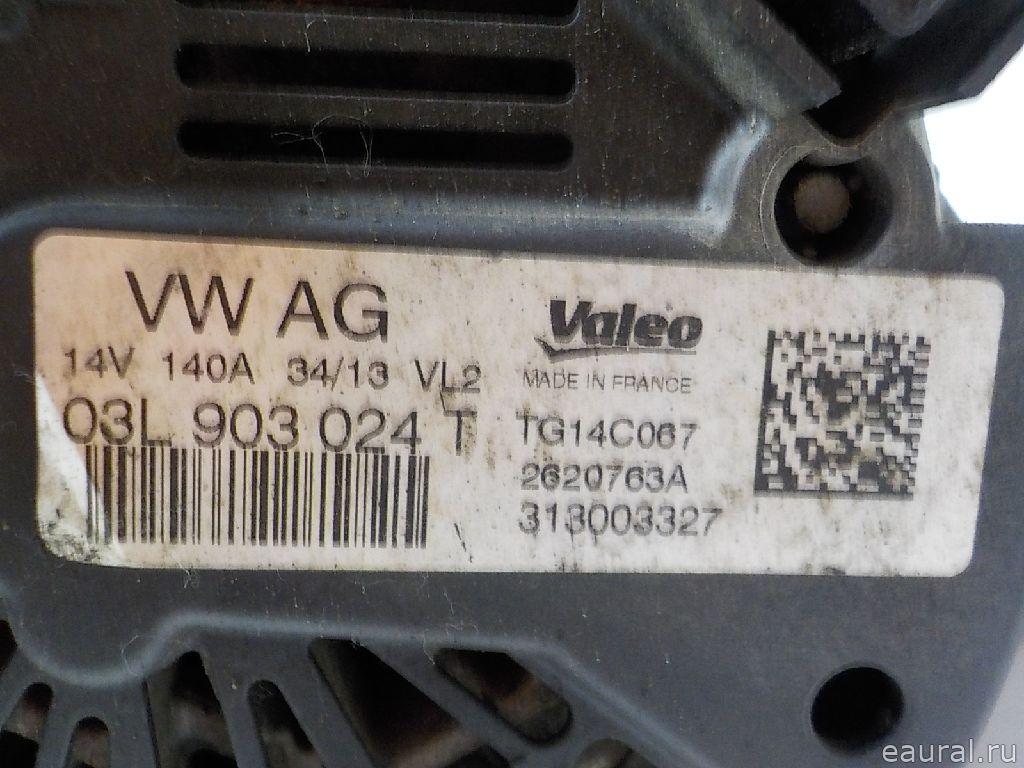 VW AG
14V 140A 34/13 VL2
03L 903 024 T
Valeo
MADE IN FRANCE
TG14C067
2620763A
313003327
eaural.ru